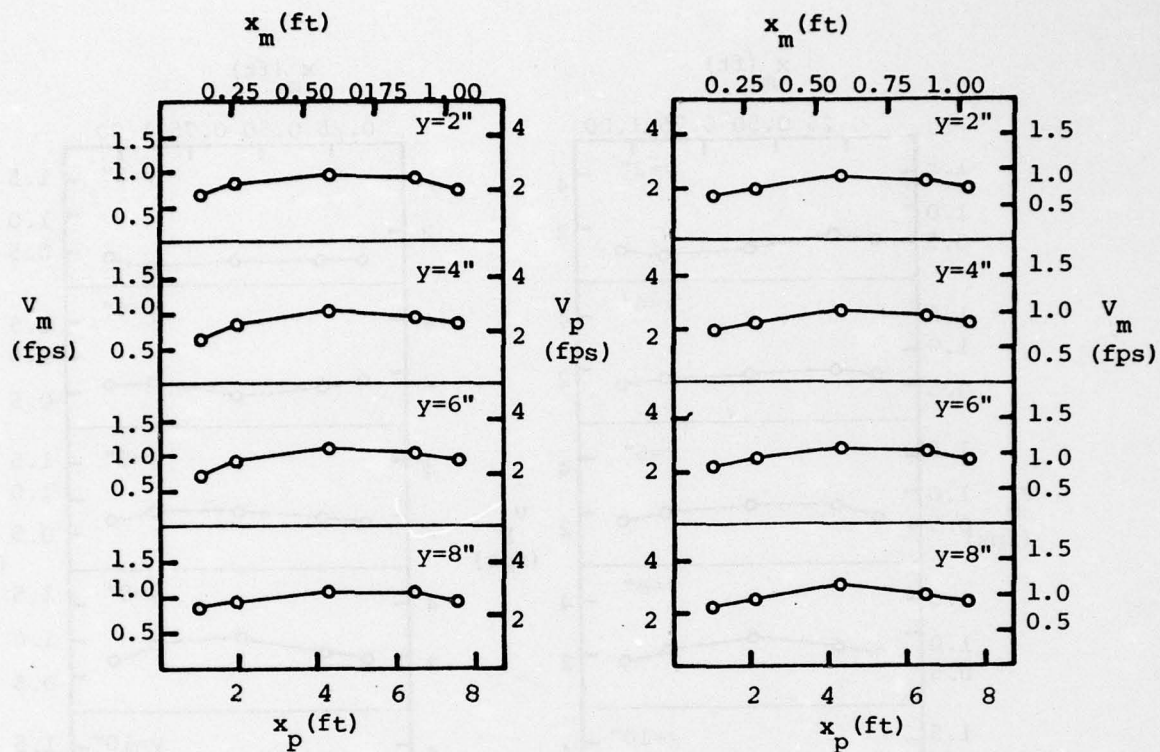 x_m(ft) x_m(ft)
0.25 0.50 0.75 1.00 0.25 0.50 0.75 1.00
y=2" y=2"
1.5 1.0 0.5 4 2 4 2 1.5 1.0 0.5
y=4" y=4"
1.5 1.0 0.5 4 2 4 2 1.5 1.0 0.5
V_m (fps) V_p (fps) V_m (fps)
y=6" y=6"
1.5 1.0 0.5 4 2 4 2 1.5 1.0 0.5
y=8" y=8"
1.5 1.0 0.5 4 2 4 2 1.5 1.0 0.5
2 4 6 8 2 4 6 8
x_p(ft) x_p(ft)